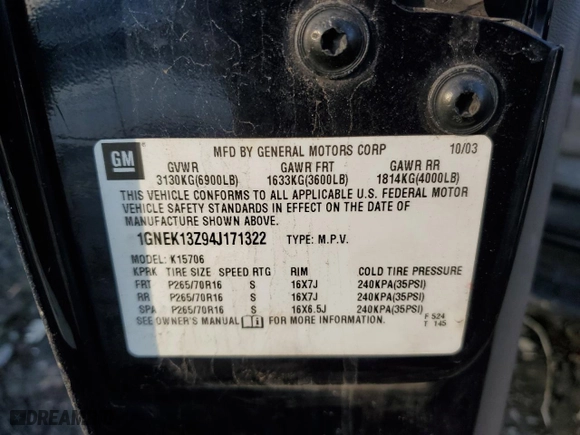 GM
MFD BY GENERAL MOTORS CORP 10/03
GVWR GAWR FRT GAWR RR
3130KG(6900LB) 1633KG(3600LB) 1814KG(4000LB)
THIS VEHICLE CONFORMS TO ALL APPLICABLE U.S. FEDERAL MOTOR
VEHICLE SAFETY STANDARDS IN EFFECT ON THE DATE OF
MANUFACTURE SHOWN ABOVE.
1GNEK13Z94J171322 TYPE: M.P.V.
MODEL: K15706
KPRK TIRE SIZE SPEED RTG RIM COLD TIRE PRESSURE
FRT P265/70R16 S 16X7J 240KPA(35PSI)
RR P265/70R16 S 16X7J 240KPA(35PSI)
SPA P265/70R16 S 16X6.5J 240KPA(35PSI)
SEE OWNER'S MANUAL FOR MORE INFORMATION. F 524
T 145